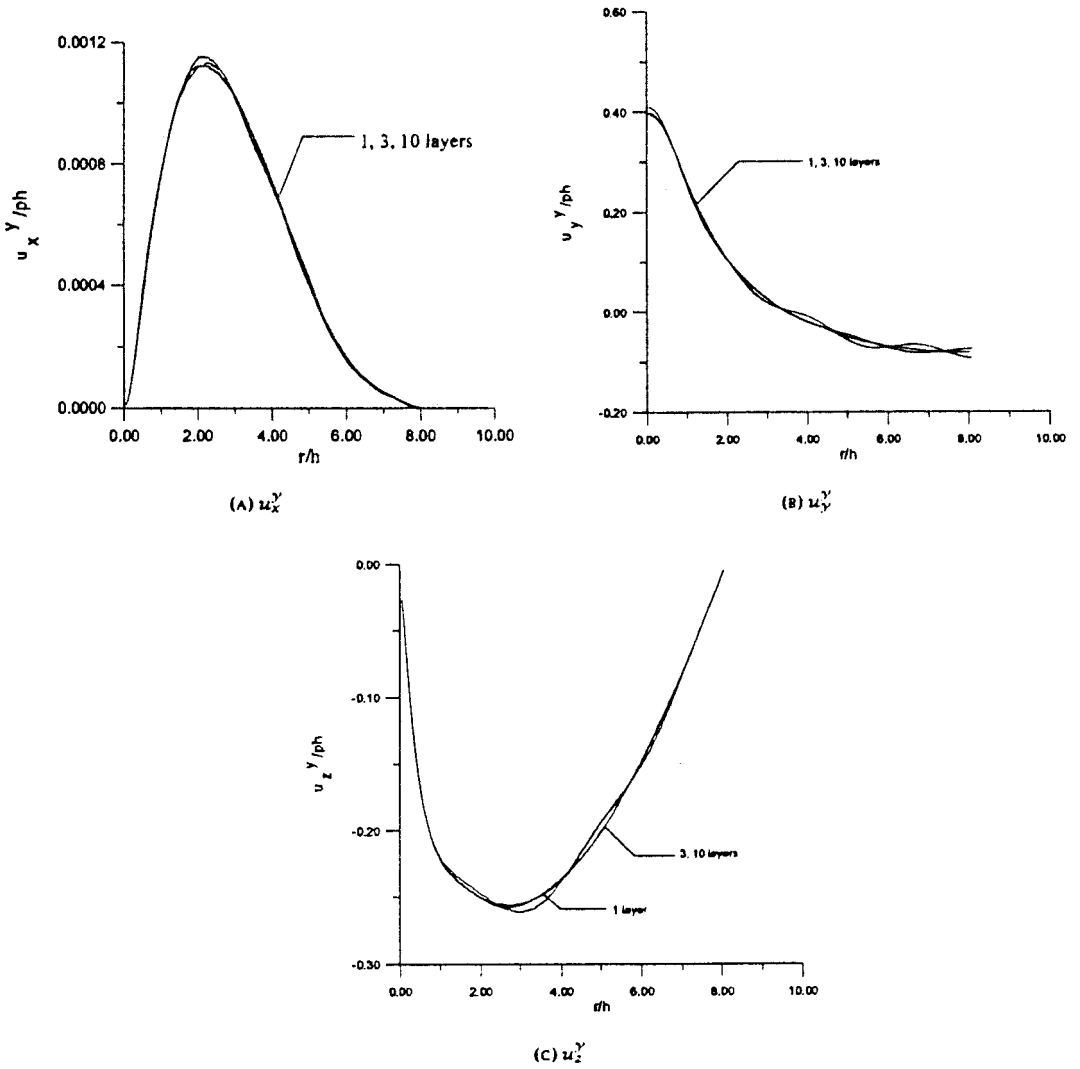 0.0012
0.0008
0.0004
0.0000
u_x^y/ph
1, 3, 10 layers
0.00 2.00 4.00 6.00 8.00 10.00
r/h
(A) u_x^y
0.60
0.40
0.20
0.00
-0.20
u_y^y/ph
1, 3, 10 layers
0.00 2.00 4.00 6.00 8.00 10.00
r/h
(B) u_y^y
0.00
-0.10
-0.20
-0.30
u_z^y/ph
3, 10 layers
1 layer
0.00 2.00 4.00 6.00 8.00 10.00
r/h
(C) u_z^y